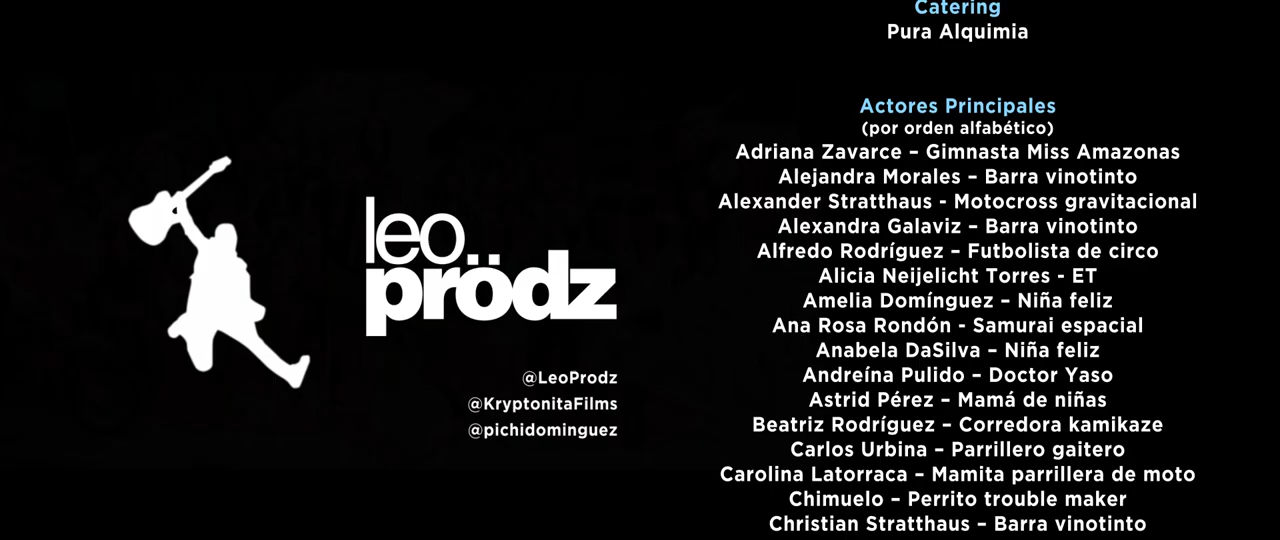 Catering
Pura Alquimia
Actores Principales
(por orden alfabético)
Adriana Zavarce – Gimnasta Miss Amazonas
Alejandra Morales – Barra vinotinto
Alexander Stratthaus - Motocross gravitacional
Alexandra Galaviz – Barra vinotinto
Alfredo Rodríguez – Futbolista de circo
Alicia Neijelicht Torres - ET
Amelia Domínguez – Niña feliz
Ana Rosa Rondón - Samurai espacial
Anabela DaSilva – Niña feliz
Andreína Pulido – Doctor Yaso
Astrid Pérez – Mamá de niñas
Beatriz Rodríguez – Corredora kamikaze
Carlos Urbina – Parrillero gaitero
Carolina Latorraca – Mamita parrillera de moto
Chimuelo – Perrito trouble maker
Christian Stratthaus – Barra vinotinto
leo
prödz
@LeoProdz
@KryptonitaFilms
@pichidominguez